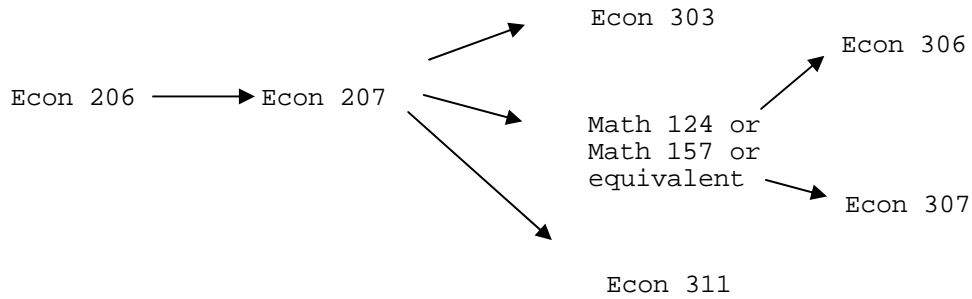 Econ 303
Econ 306
Econ 206
Econ 207
Math 124 or
Math 157 or
equivalent
Econ 307
Econ 311